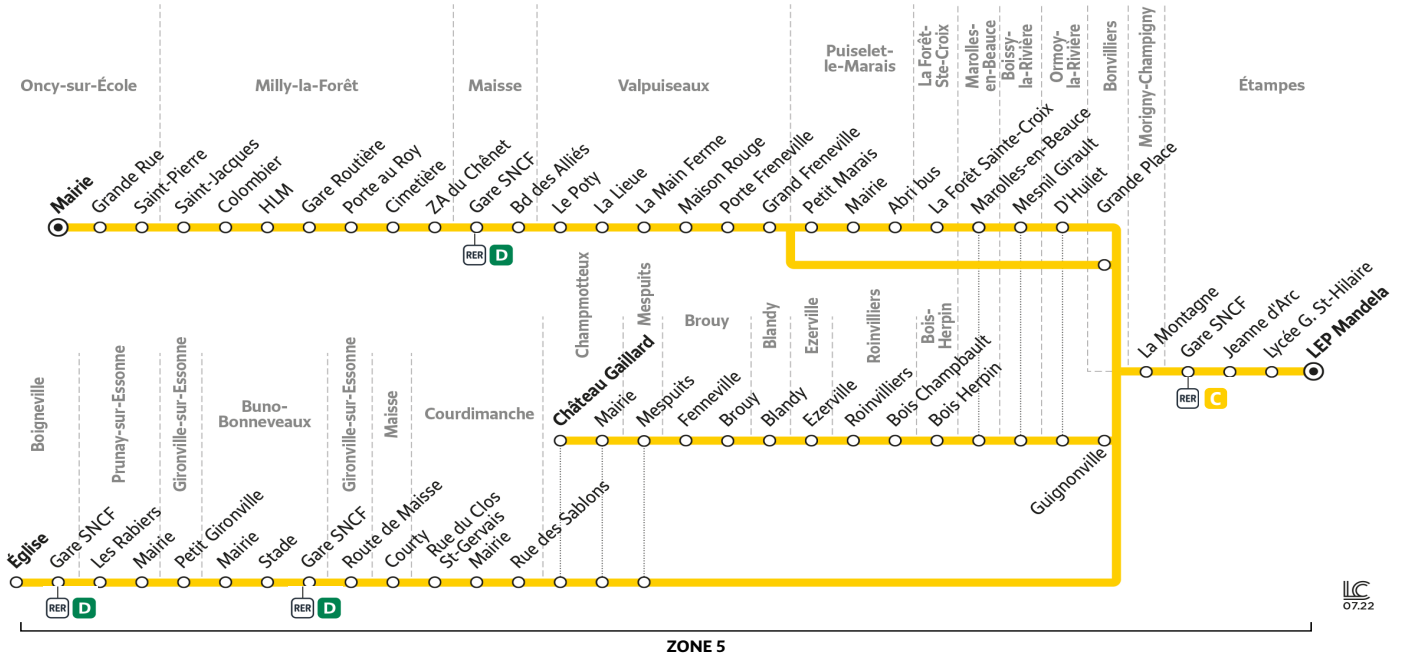 Oncy-sur-École
Milly-la-Forêt
Maisse
Valpuiseaux
Puiselet-
le-Marais
La Forêt-
Ste-Croix
Marolles-
en-Beauce
Boissy-
la-Rivière
Ormoy-
la-Rivière
Bonvilliers
Morigny-Champigny
Étampes
Mairie
Grande Rue
Saint-Pierre
Saint-Jacques
Colombier
HLM
Gare Routière
Porte au Roy
Cimetière
ZA du Chênet
Gare SNCF
Bd des Alliés
Le Poty
La Lieue
La Main Ferme
Maison Rouge
Porte Freneville
Grand Freneville
Petit Marais
Mairie
Abri bus
La Forêt Sainte-Croix
Marolles-en-Beauce
Mesnil Girault
D'Huilet
Grande Place
RER D
Champmotteux
Mespuits
Brouy
Blandy
Ezerville
Roinvilliers
Bois-
Herpin
La Montagne
Gare SNCF
Jeanne d'Arc
Lycée G. St-Hilaire
LEP Mandela
RER C
Château Gaillard
Mairie
Mespuits
Fenneville
Brouy
Blandy
Ezerville
Roinvilliers
Bois Champbault
Bois Herpin
Guignonville
Boigneville
Prunay-sur-Essonne
Gironville-sur-Essonne
Buno-
Bonneveaux
Gironville-sur-Essonne
Maisse
Courdimanche
Église
Gare SNCF
Les Rabiers
Mairie
Petit Gironville
Mairie
Stade
Gare SNCF
Route de Maisse
Courty
Rue du Clos
St-Gervais
Mairie
Rue des Sablons
RER D
RER D
LC
07.22
ZONE 5